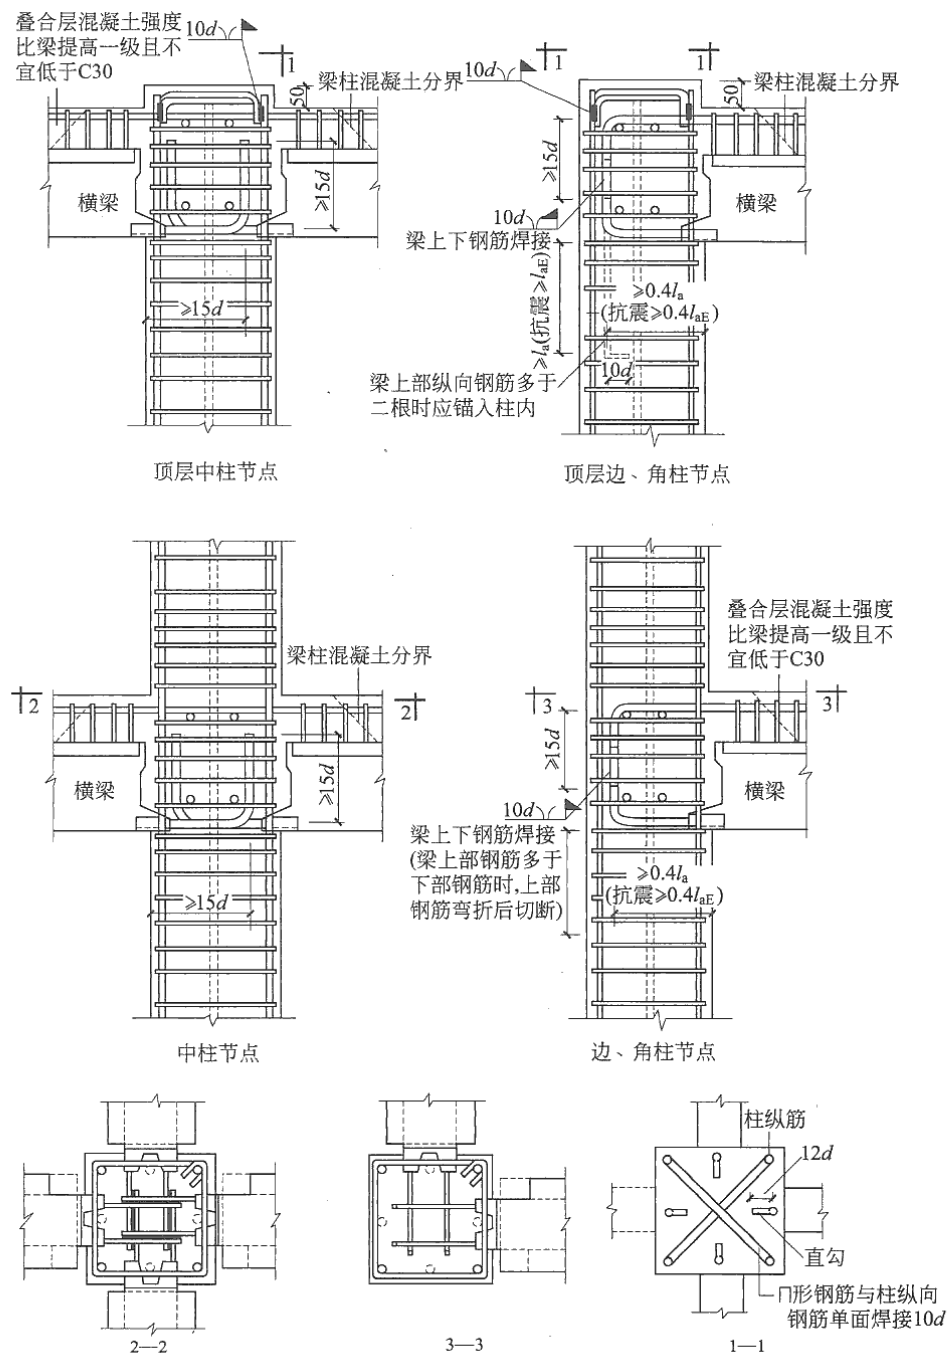 叠合层混凝土强度
比梁提高一级且不
宜低于C30
10d
1
50
梁柱混凝土分界
≥15d
横梁
≥15d
顶层中柱节点
10d
1
1
50
梁柱混凝土分界
≥15d
10d
梁上下钢筋焊接
横梁
≥la(抗震≥laE)
≥0.4la
(抗震≥0.4laE)
10d
梁上部纵向钢筋多于
二根时应锚入柱内
顶层边、角柱节点
梁柱混凝土分界
2
2
≥15d
横梁
≥15d
中柱节点
叠合层混凝土强度
比梁提高一级且不
宜低于C30
3
3
≥15d
横梁
10d
梁上下钢筋焊接
(梁上部钢筋多于
下部钢筋时,上部
钢筋弯折后切断)
≥0.4la
(抗震≥0.4laE)
边、角柱节点
2—2
3—3
柱纵筋
12d
直勾
冂形钢筋与柱纵向
钢筋单面焊接10d
1—1